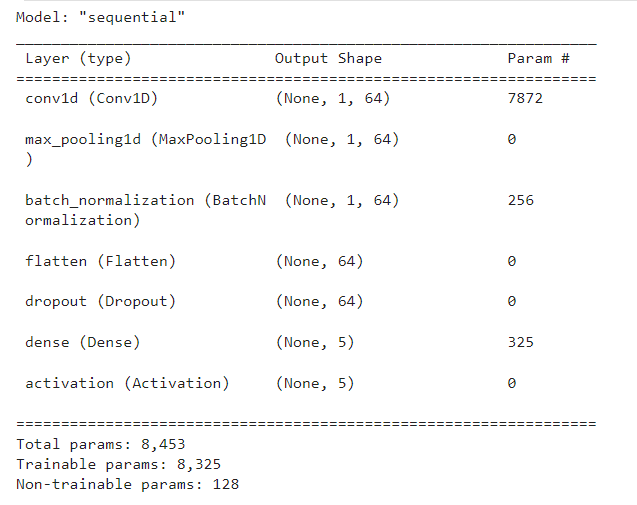 Model: "sequential"
Layer (type) Output Shape Param #
=================================================================
conv1d (Conv1D) (None, 1, 64) 7872
max_pooling1d (MaxPooling1D (None, 1, 64) 0
)
batch_normalization (BatchN (None, 1, 64) 256
ormalization)
flatten (Flatten) (None, 64) 0
dropout (Dropout) (None, 64) 0
dense (Dense) (None, 5) 325
activation (Activation) (None, 5) 0
=================================================================
Total params: 8,453
Trainable params: 8,325
Non-trainable params: 128